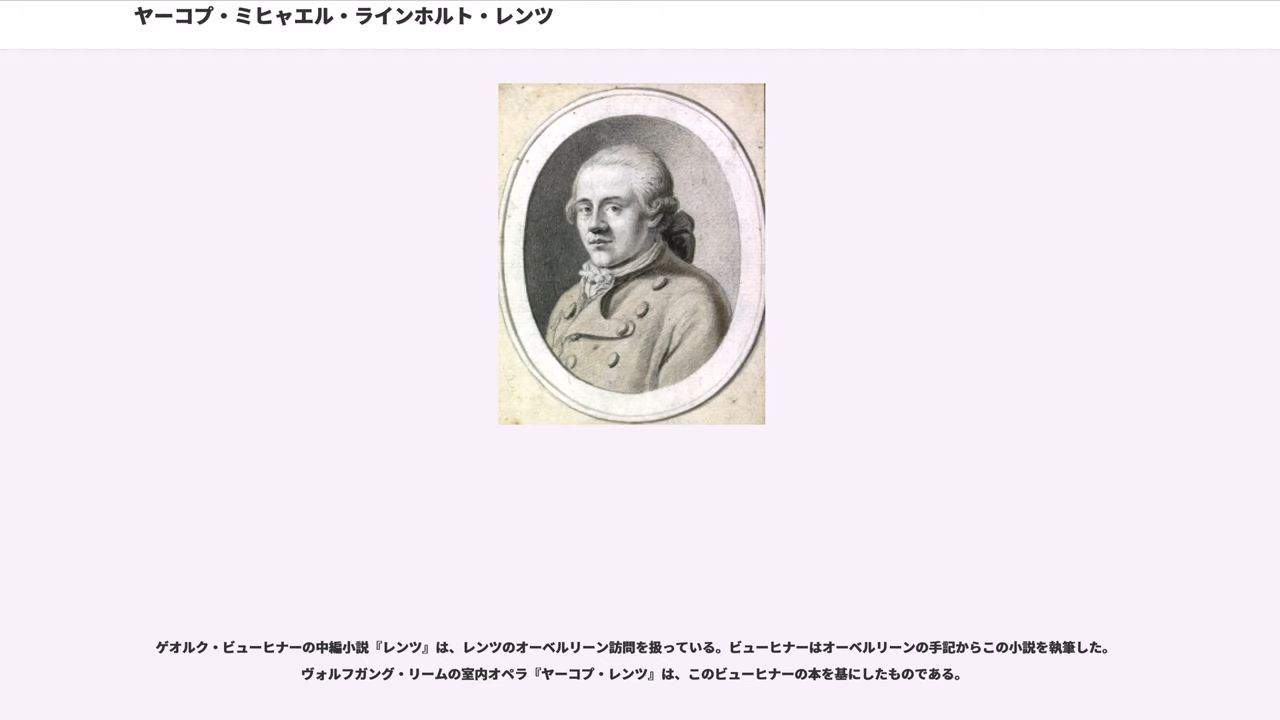 ヤーコプ・ミヒャエル・ラインホルト・レンツ
ゲオルク・ビューヒナーの中編小説『レンツ』は、レンツのオーベルリーン訪問を扱っている。ビューヒナーはオーベルリーンの手記からこの小説を執筆した。
ヴォルフガング・リームの室内オペラ『ヤーコプ・レンツ』は、このビューヒナーの本を基にしたものである。